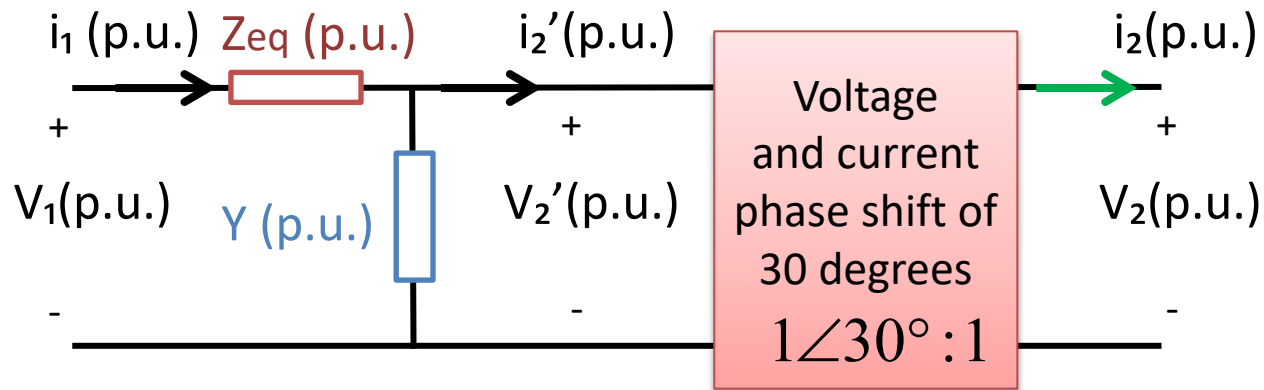 i₁ (p.u.) Zeq (p.u.) i₂’(p.u.) i₂(p.u.)
+ + +
V₁(p.u.) Y (p.u.) V₂’(p.u.) V₂(p.u.)
- - -
Voltage
and current
phase shift of
30 degrees
1∠30° : 1